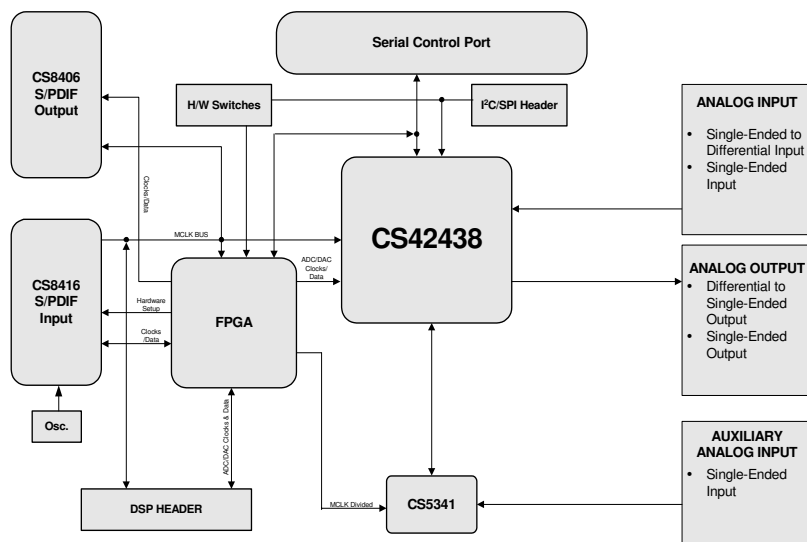 Serial Control Port
CS8406
S/PDIF
Output
H/W Switches
I²C/SPI Header
ANALOG INPUT
• Single-Ended to
Differential Input
• Single-Ended
Input
Clocks/Data
CS42438
MCLK BUS
CS8416
S/PDIF
Input
ADC/DAC
Clocks/
Data
ANALOG OUTPUT
• Differential to
Single-Ended
Output
• Single-Ended
Output
Hardware
Setup
FPGA
Clocks
/Data
Osc.
ADC/DAC Clocks & Data
AUXILIARY
ANALOG INPUT
• Single-Ended
Input
DSP HEADER
MCLK Divided
CS5341